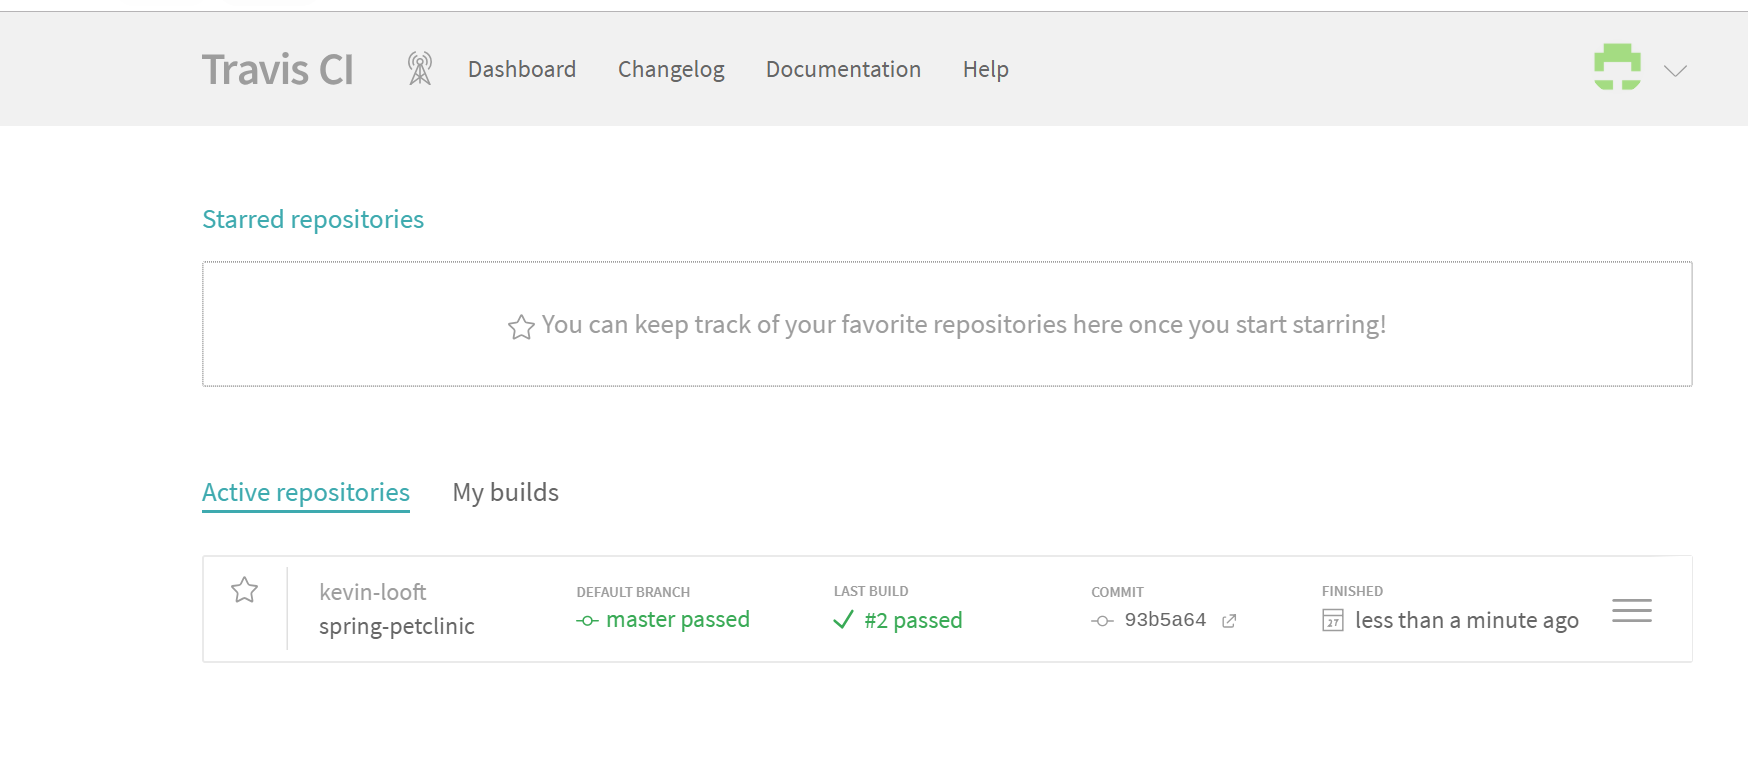 Travis CI
Dashboard
Changelog
Documentation
Help
Starred repositories
You can keep track of your favorite repositories here once you start starring!
Active repositories
My builds
kevin-looft
spring-petclinic
DEFAULT BRANCH
master passed
LAST BUILD
#2 passed
COMMIT
93b5a64
FINISHED
27
less than a minute ago